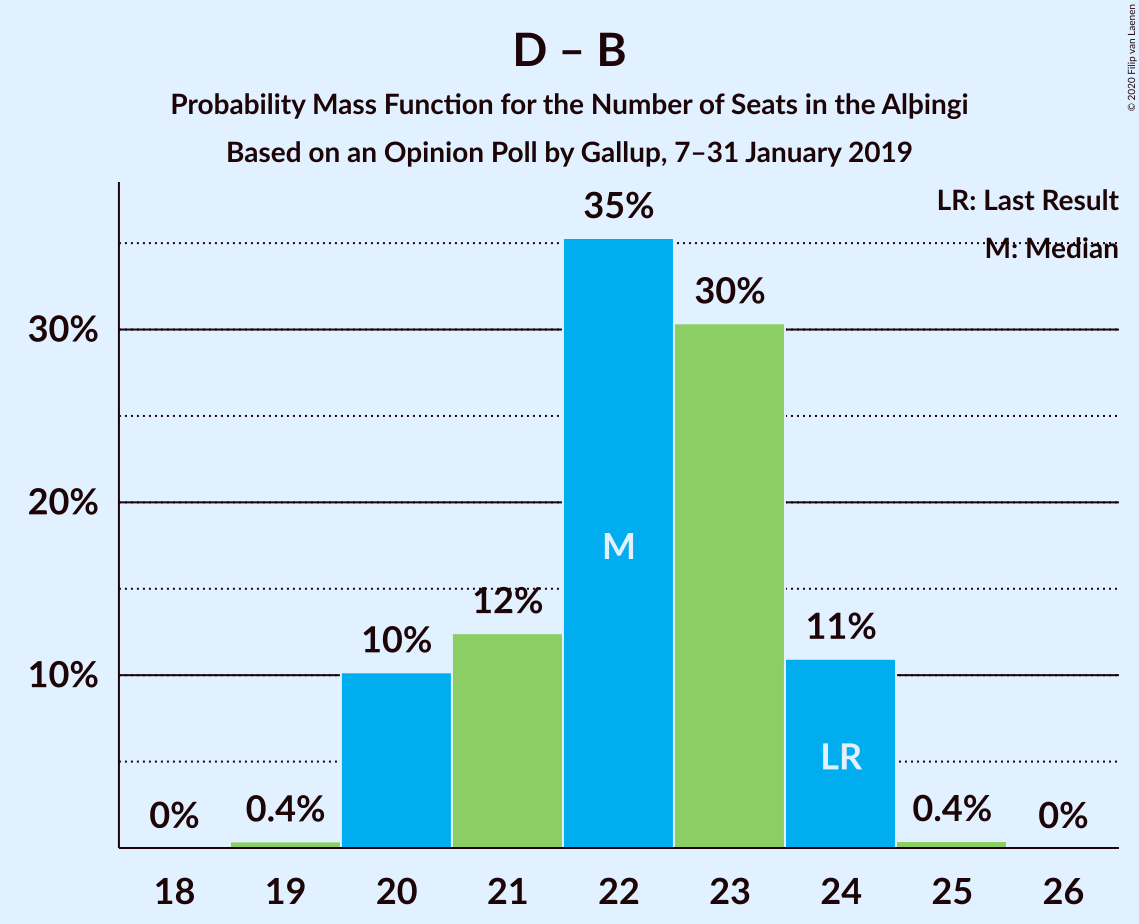 D – B
Probability Mass Function for the Number of Seats in the Alþingi
Based on an Opinion Poll by Gallup, 7–31 January 2019
© 2020 Filip van Laenen
LR: Last Result
M: Median
35%
30%
30%
20%
M
12%
10%
11%
10%
LR
0%
0.4%
0.4%
0%
18 19 20 21 22 23 24 25 26